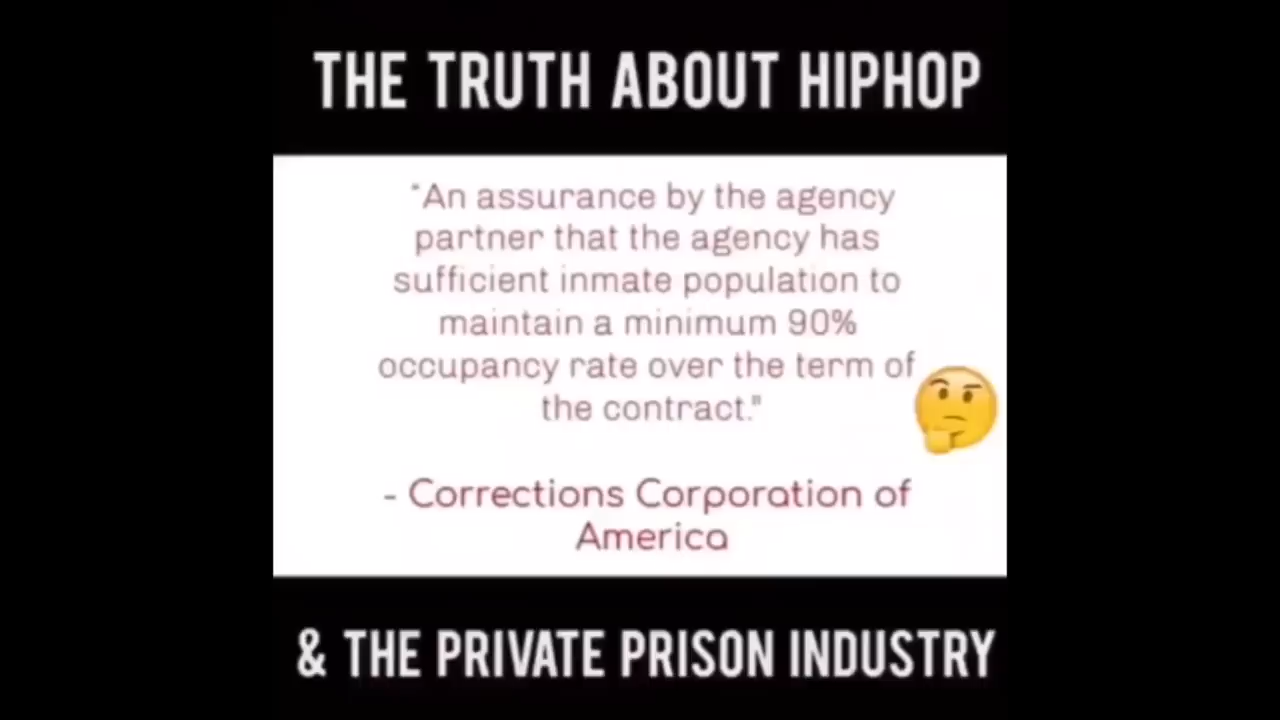 THE TRUTH ABOUT HIPHOP
"An assurance by the agency
partner that the agency has
sufficient inmate population to
maintain a minimum 90%
occupancy rate over the term of
the contract."
- Corrections Corporation of
America
& THE PRIVATE PRISON INDUSTRY